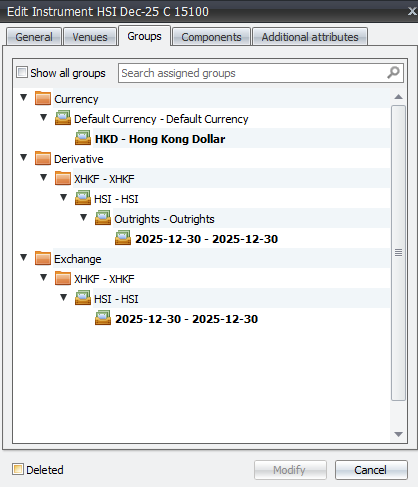 Edit Instrument HSI Dec-25 C 15100
General Venues Groups Components Additional attributes
Show all groups Search assigned groups
Currency
Default Currency - Default Currency
HKD - Hong Kong Dollar
Derivative
XHKF - XHKF
HSI - HSI
Outrights - Outrights
2025-12-30 - 2025-12-30
Exchange
XHKF - XHKF
HSI - HSI
2025-12-30 - 2025-12-30
Deleted Modify Cancel